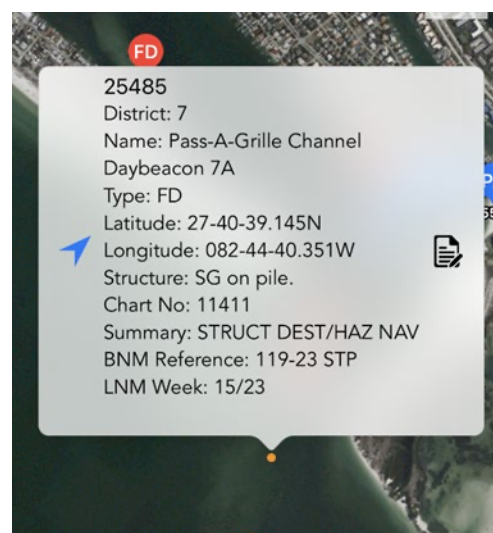 FD
25485
District: 7
Name: Pass-A-Grille Channel
Daybeacon 7A
Type: FD
Latitude: 27-40-39.145N
Longitude: 082-44-40.351W
Structure: SG on pile.
Chart No: 11411
Summary: STRUCT DEST/HAZ NAV
BNM Reference: 119-23 STP
LNM Week: 15/23